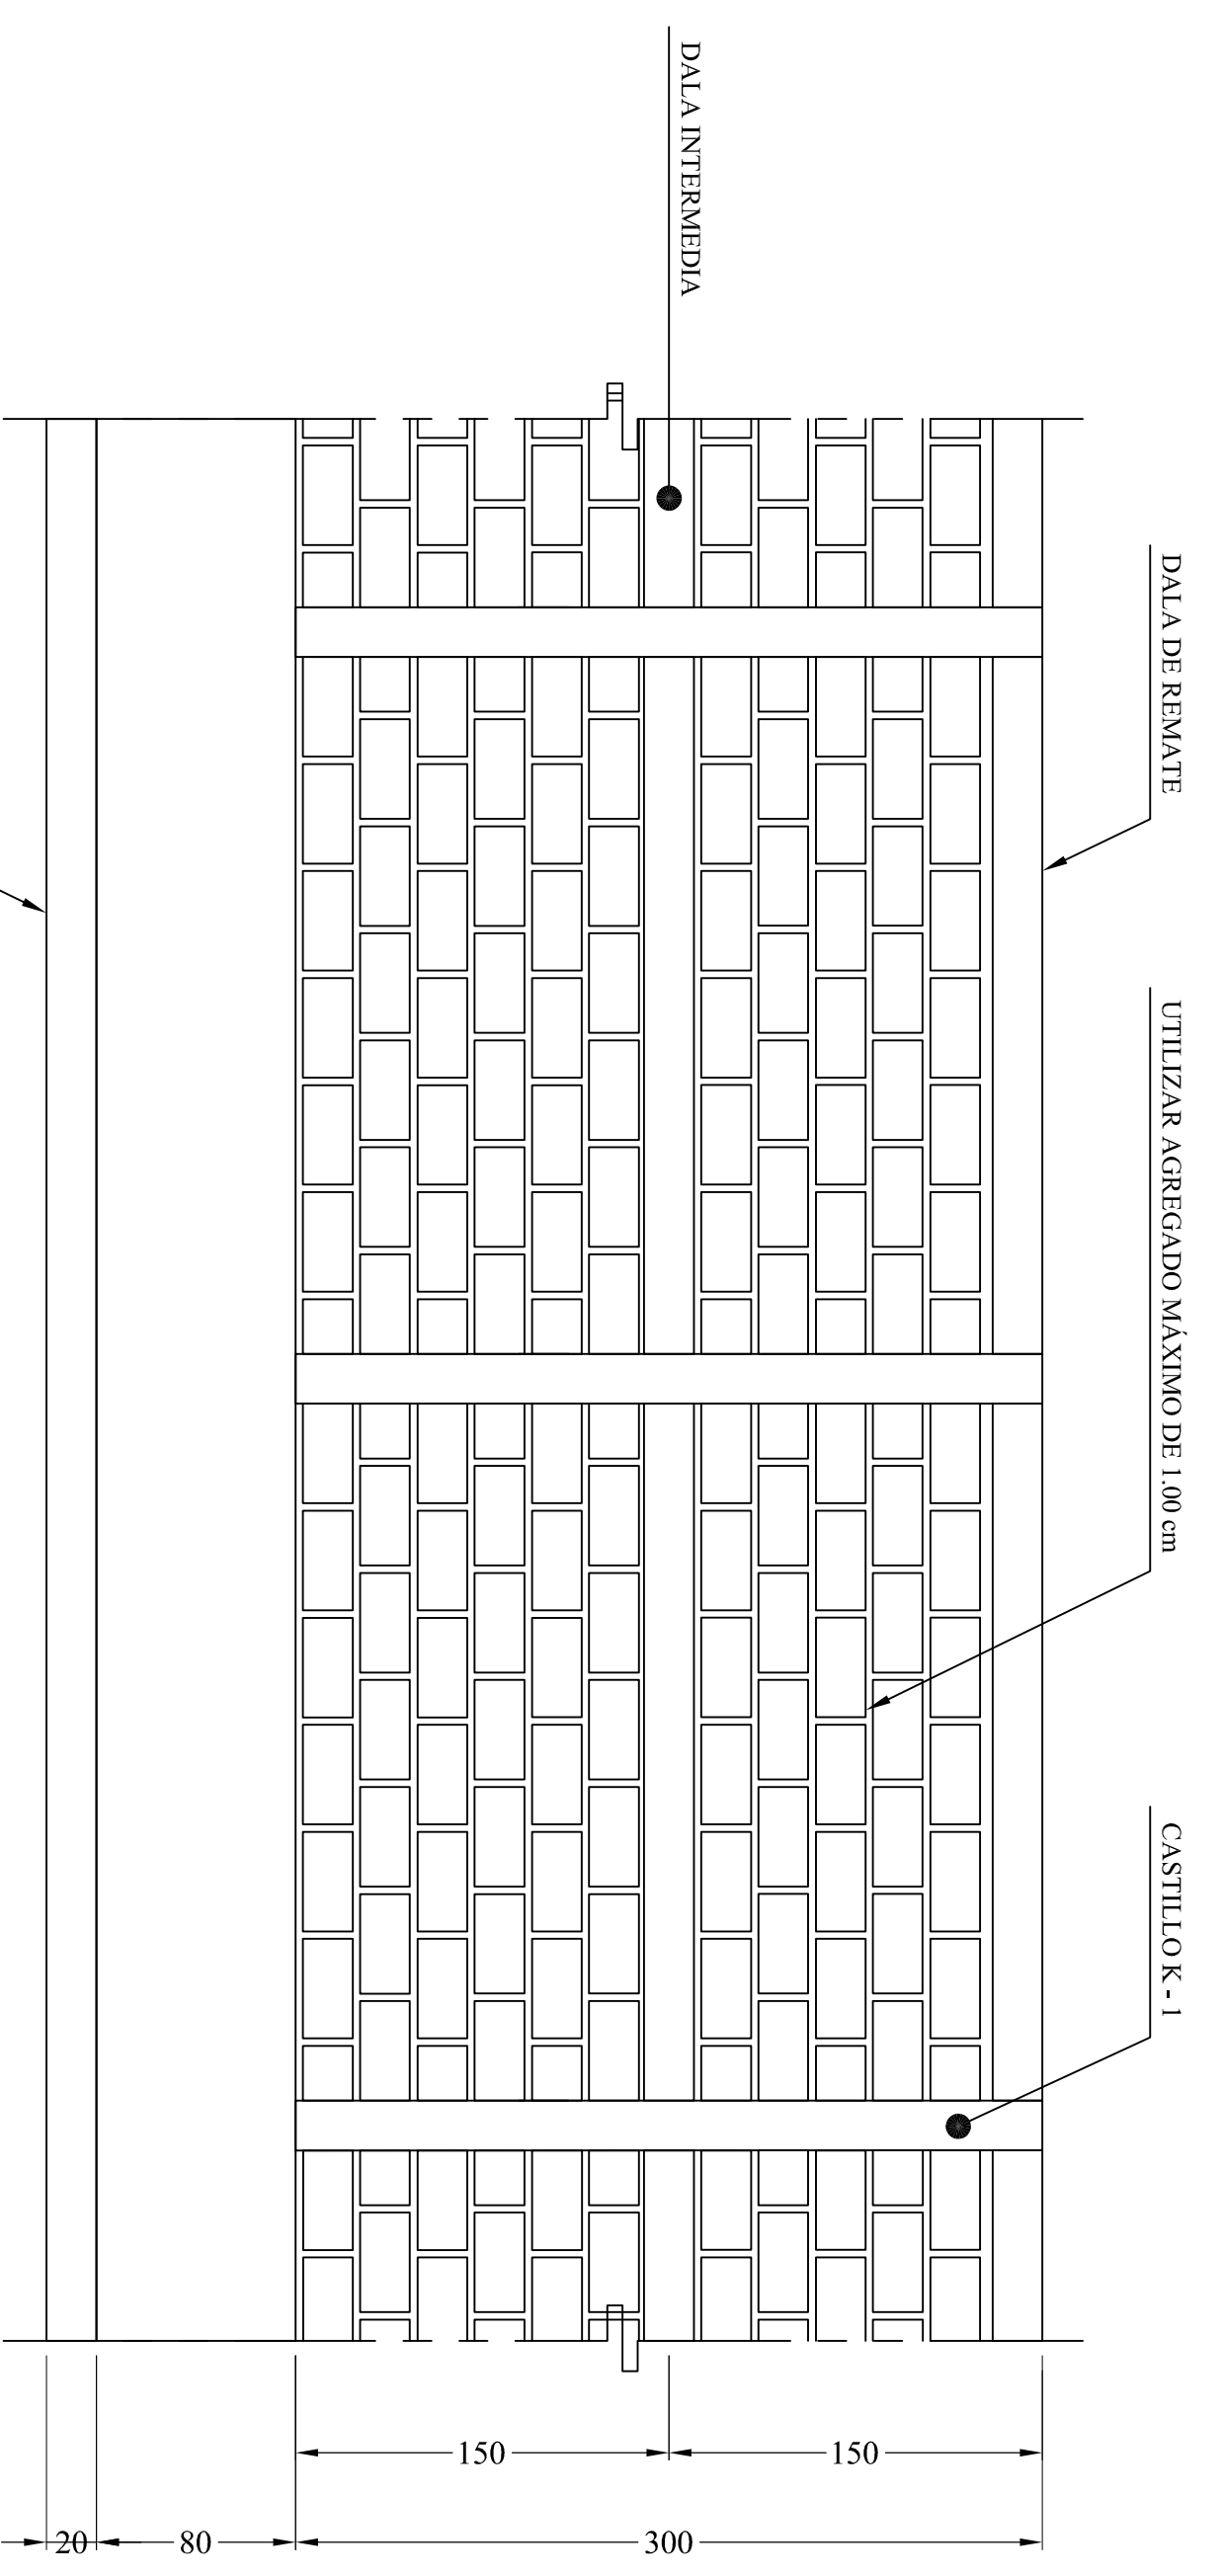 DALA INTERMEDIA
DALA DE REMATE
UTILIZAR AGREGADO MÁXIMO DE 1.00 cm
CASTILLO K - 1
150
150
20
80
300